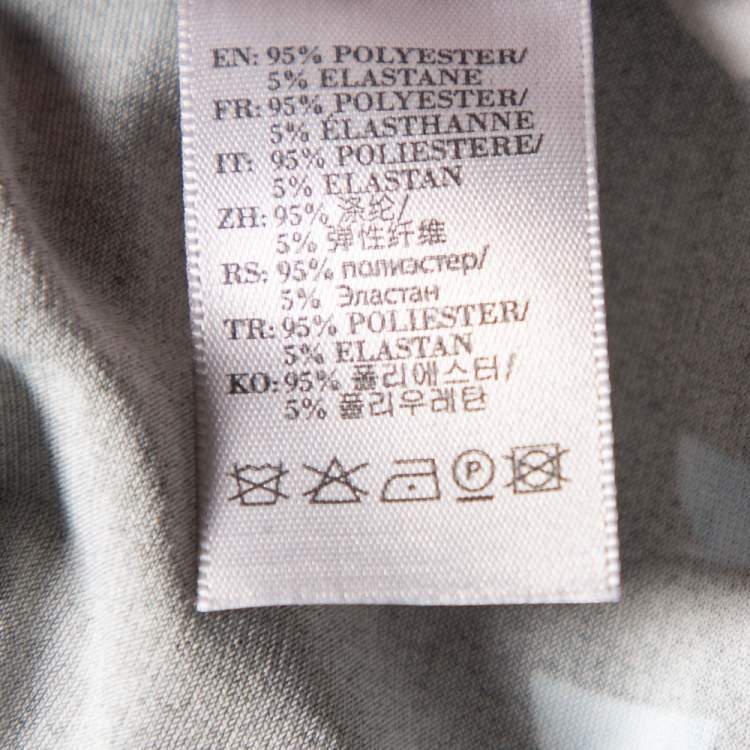 EN: 95% POLYESTER/
5% ELASTANE
FR: 95% POLYESTER/
5% ÉLASTHANNE
IT: 95% POLIESTERE/
5% ELASTAN
ZH: 95% 涤纶/
5% 弹性纤维
RS: 95% полиэстер/
5% Эластан
TR: 95% POLIESTER/
5% ELASTAN
KO: 95% 폴리에스터/
5% 폴리우레탄
P